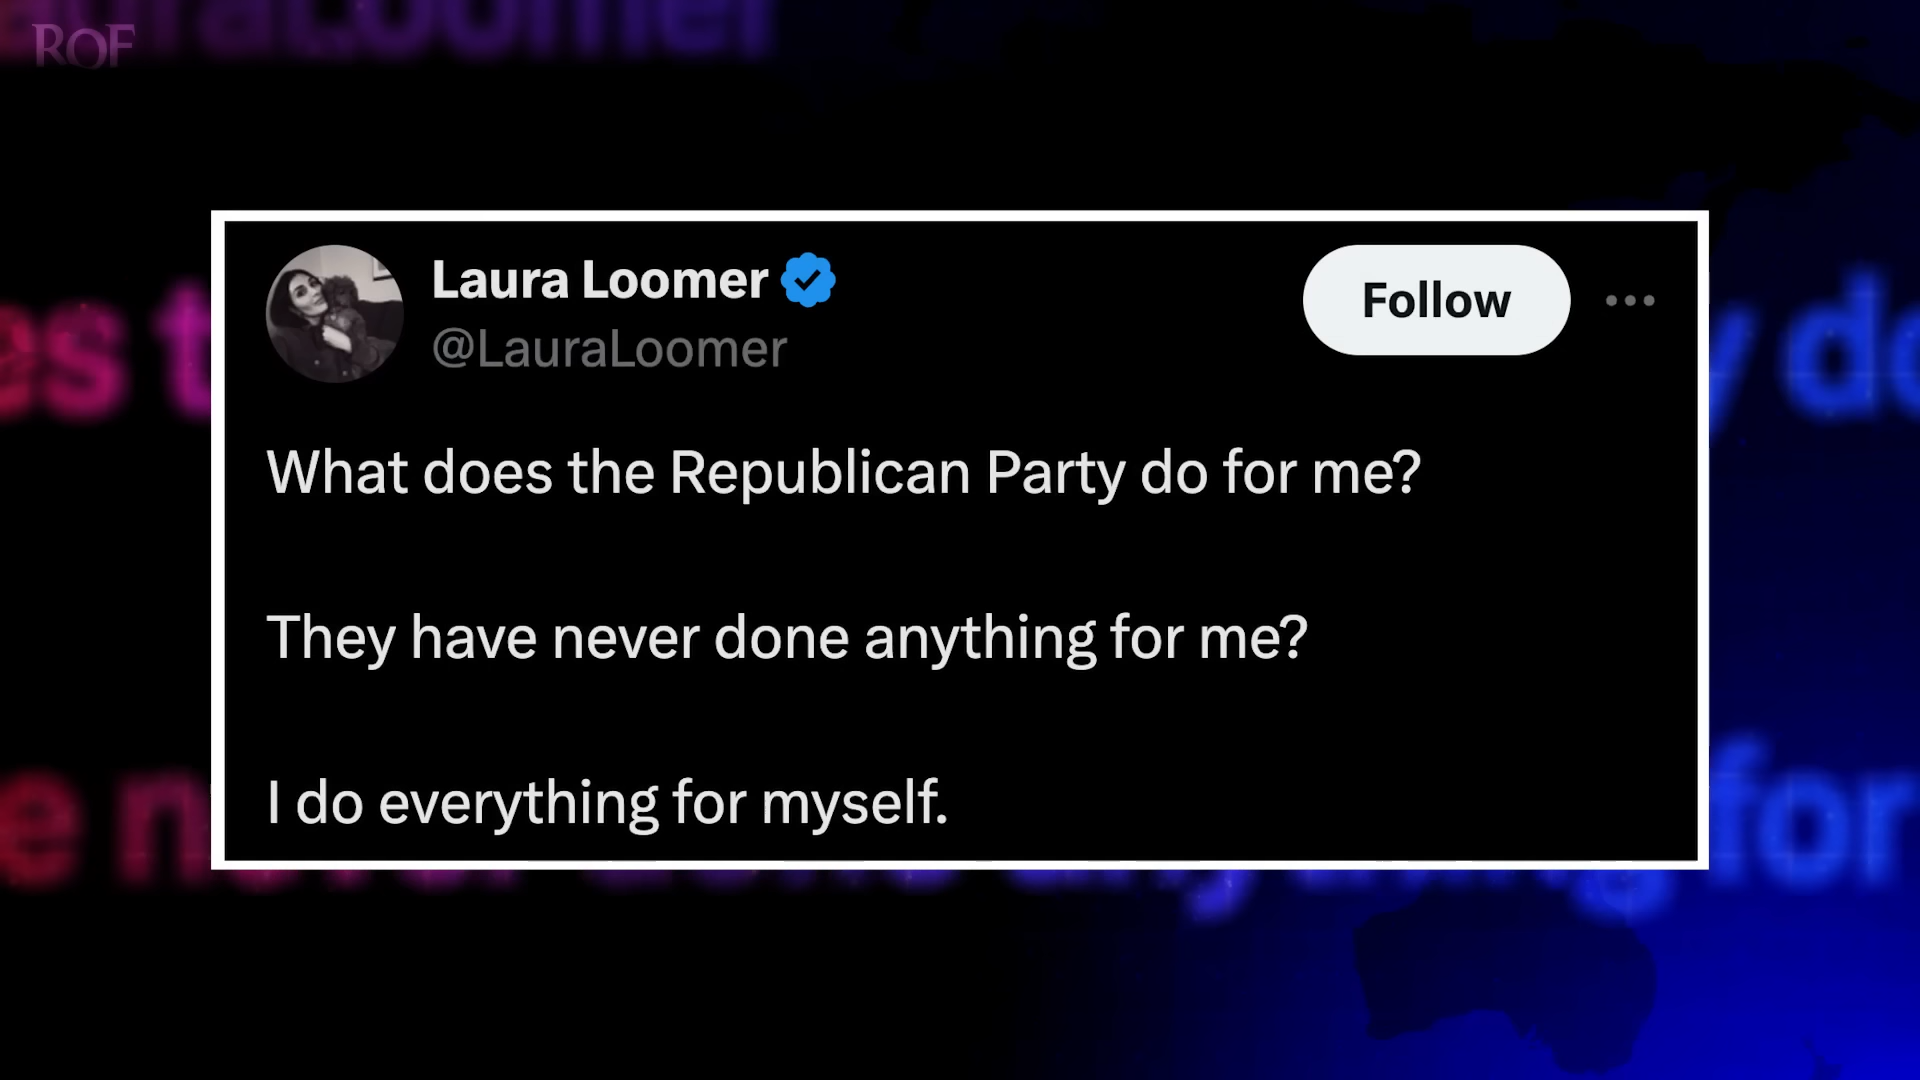 ROF
Laura Loomer
@LauraLoomer
Follow
What does the Republican Party do for me?
They have never done anything for me?
I do everything for myself.